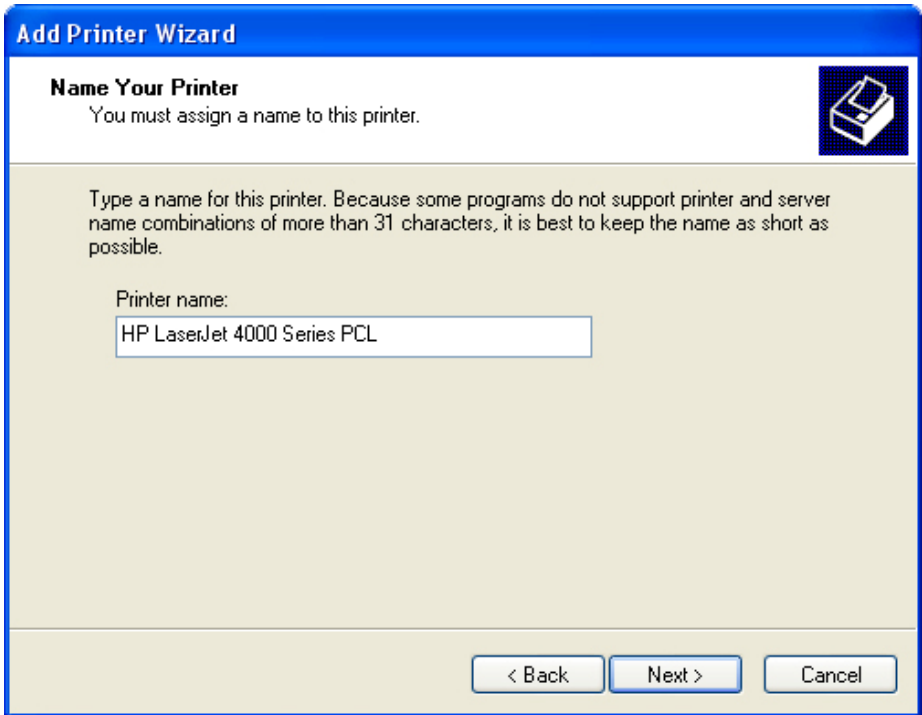 Add Printer Wizard
Name Your Printer
You must assign a name to this printer.
Type a name for this printer. Because some programs do not support printer and server
name combinations of more than 31 characters, it is best to keep the name as short as
possible.
Printer name:
HP LaserJet 4000 Series PCL
< Back Next > Cancel